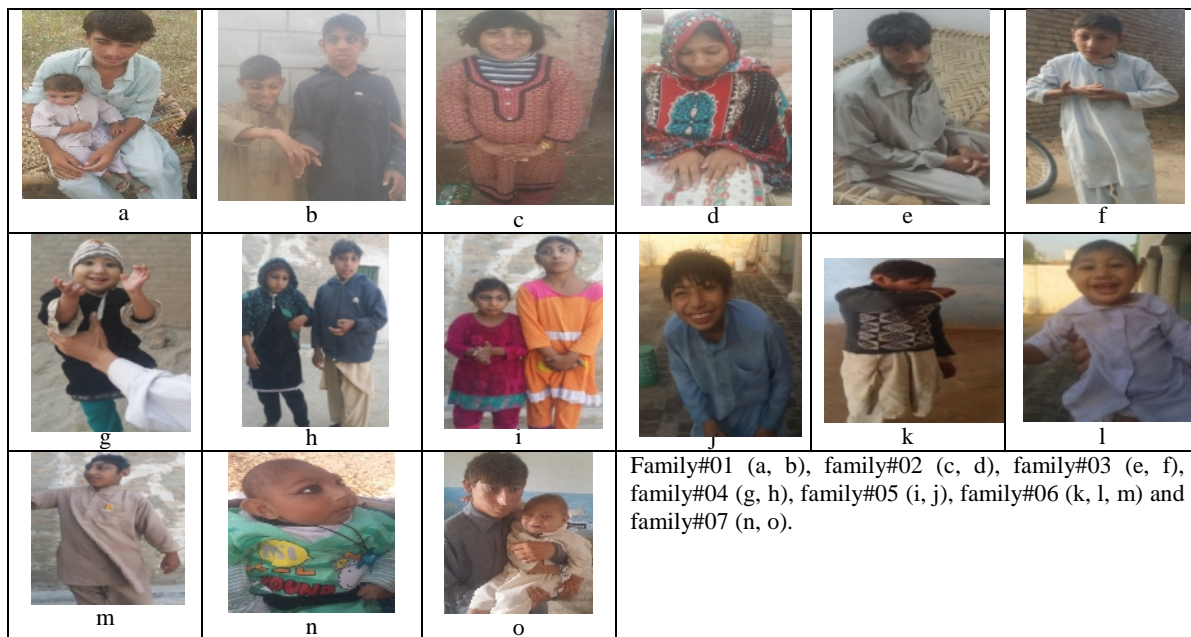 a
b
c
d
e
f
g
h
i
j
k
l
Family#01 (a, b), family#02 (c, d), family#03 (e, f),
family#04 (g, h), family#05 (i, j), family#06 (k, l, m) and
family#07 (n, o).
m
n
o